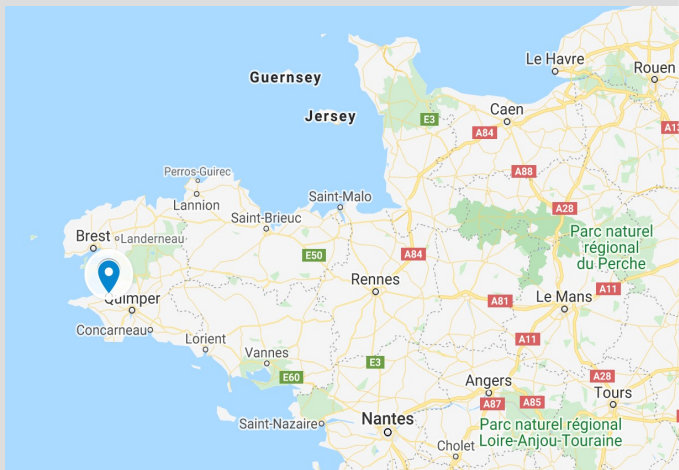 Le Havre
Rouen
Guernsey
Jersey
Caen
E3
A84
A13
A88
Perros-Guirec
Lannion
Saint-Malo
Saint-Brieuc
A28
Brest
Landerneau
Parc naturel
régional
du Perche
E50
A84
Rennes
A11
Quimper
A81
Le Mans
Concarneau
Lorient
A11
Vannes
E3
E60
Angers
A28
A87
A85
Tours
Saint-Nazaire
Nantes
Parc naturel régional
Loire-Anjou-Touraine
Cholet